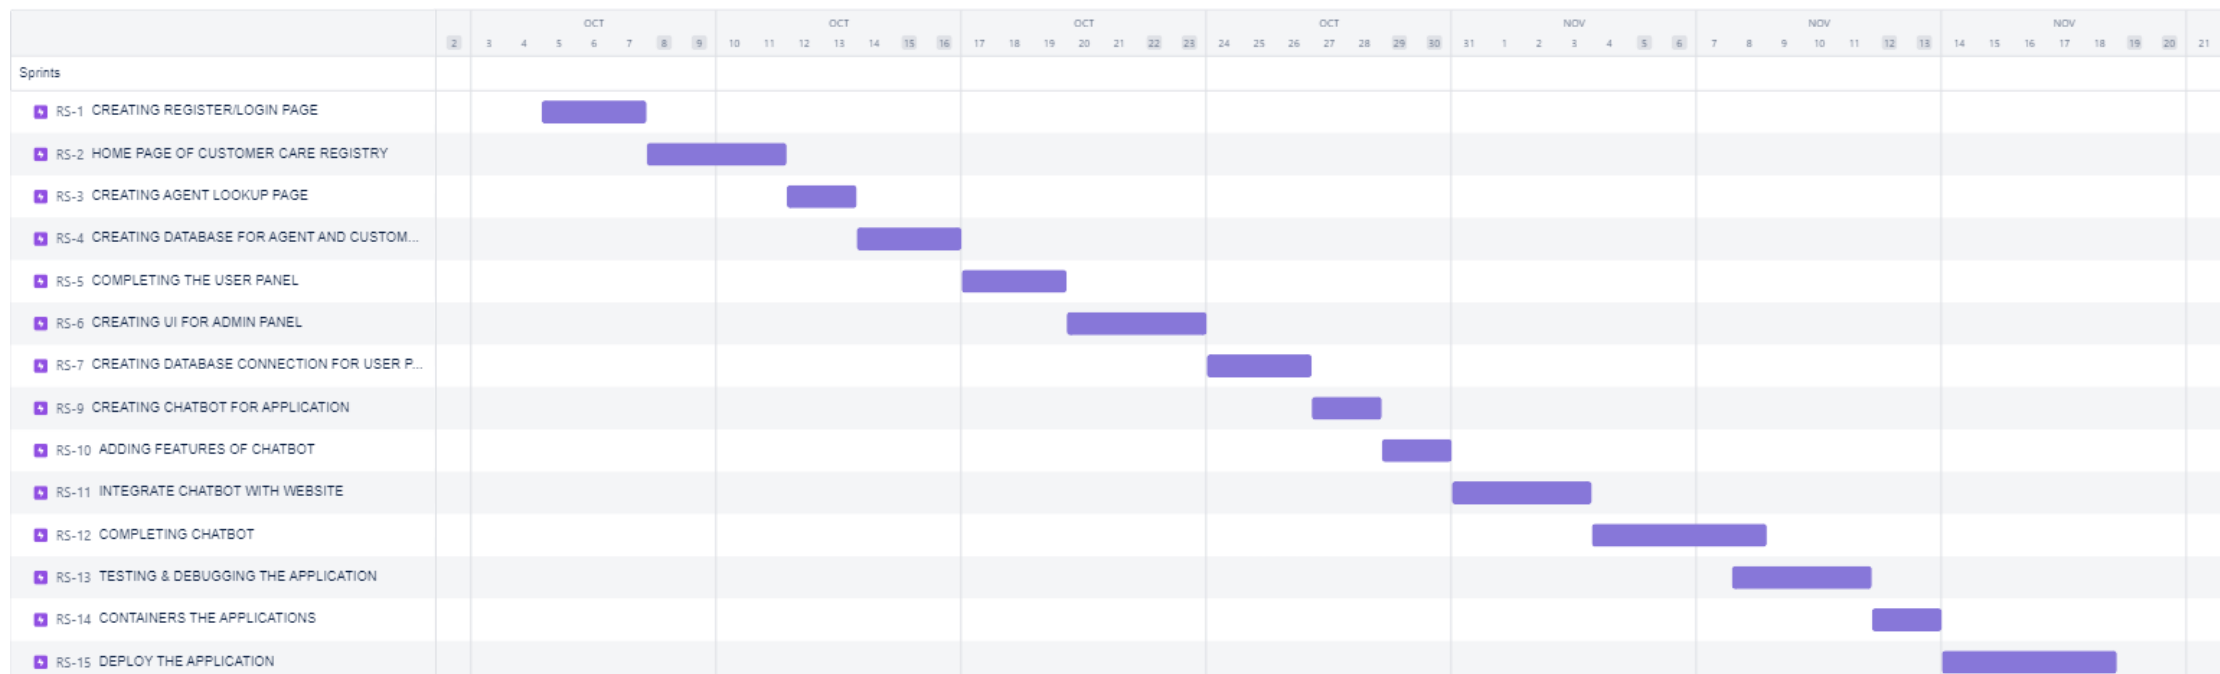 OCT OCT OCT OCT NOV NOV NOV
2 3 4 5 6 7 8 9 10 11 12 13 14 15 16 17 18 19 20 21 22 23 24 25 26 27 28 29 30 31 1 2 3 4 5 6 7 8 9 10 11 12 13 14 15 16 17 18 19 20 21
Sprints
RS-1 CREATING REGISTER/LOGIN PAGE
RS-2 HOME PAGE OF CUSTOMER CARE REGISTRY
RS-3 CREATING AGENT LOOKUP PAGE
RS-4 CREATING DATABASE FOR AGENT AND CUSTOM...
RS-5 COMPLETING THE USER PANEL
RS-6 CREATING UI FOR ADMIN PANEL
RS-7 CREATING DATABASE CONNECTION FOR USER P...
RS-9 CREATING CHATBOT FOR APPLICATION
RS-10 ADDING FEATURES OF CHATBOT
RS-11 INTEGRATE CHATBOT WITH WEBSITE
RS-12 COMPLETING CHATBOT
RS-13 TESTING & DEBUGGING THE APPLICATION
RS-14 CONTAINERS THE APPLICATIONS
RS-15 DEPLOY THE APPLICATION